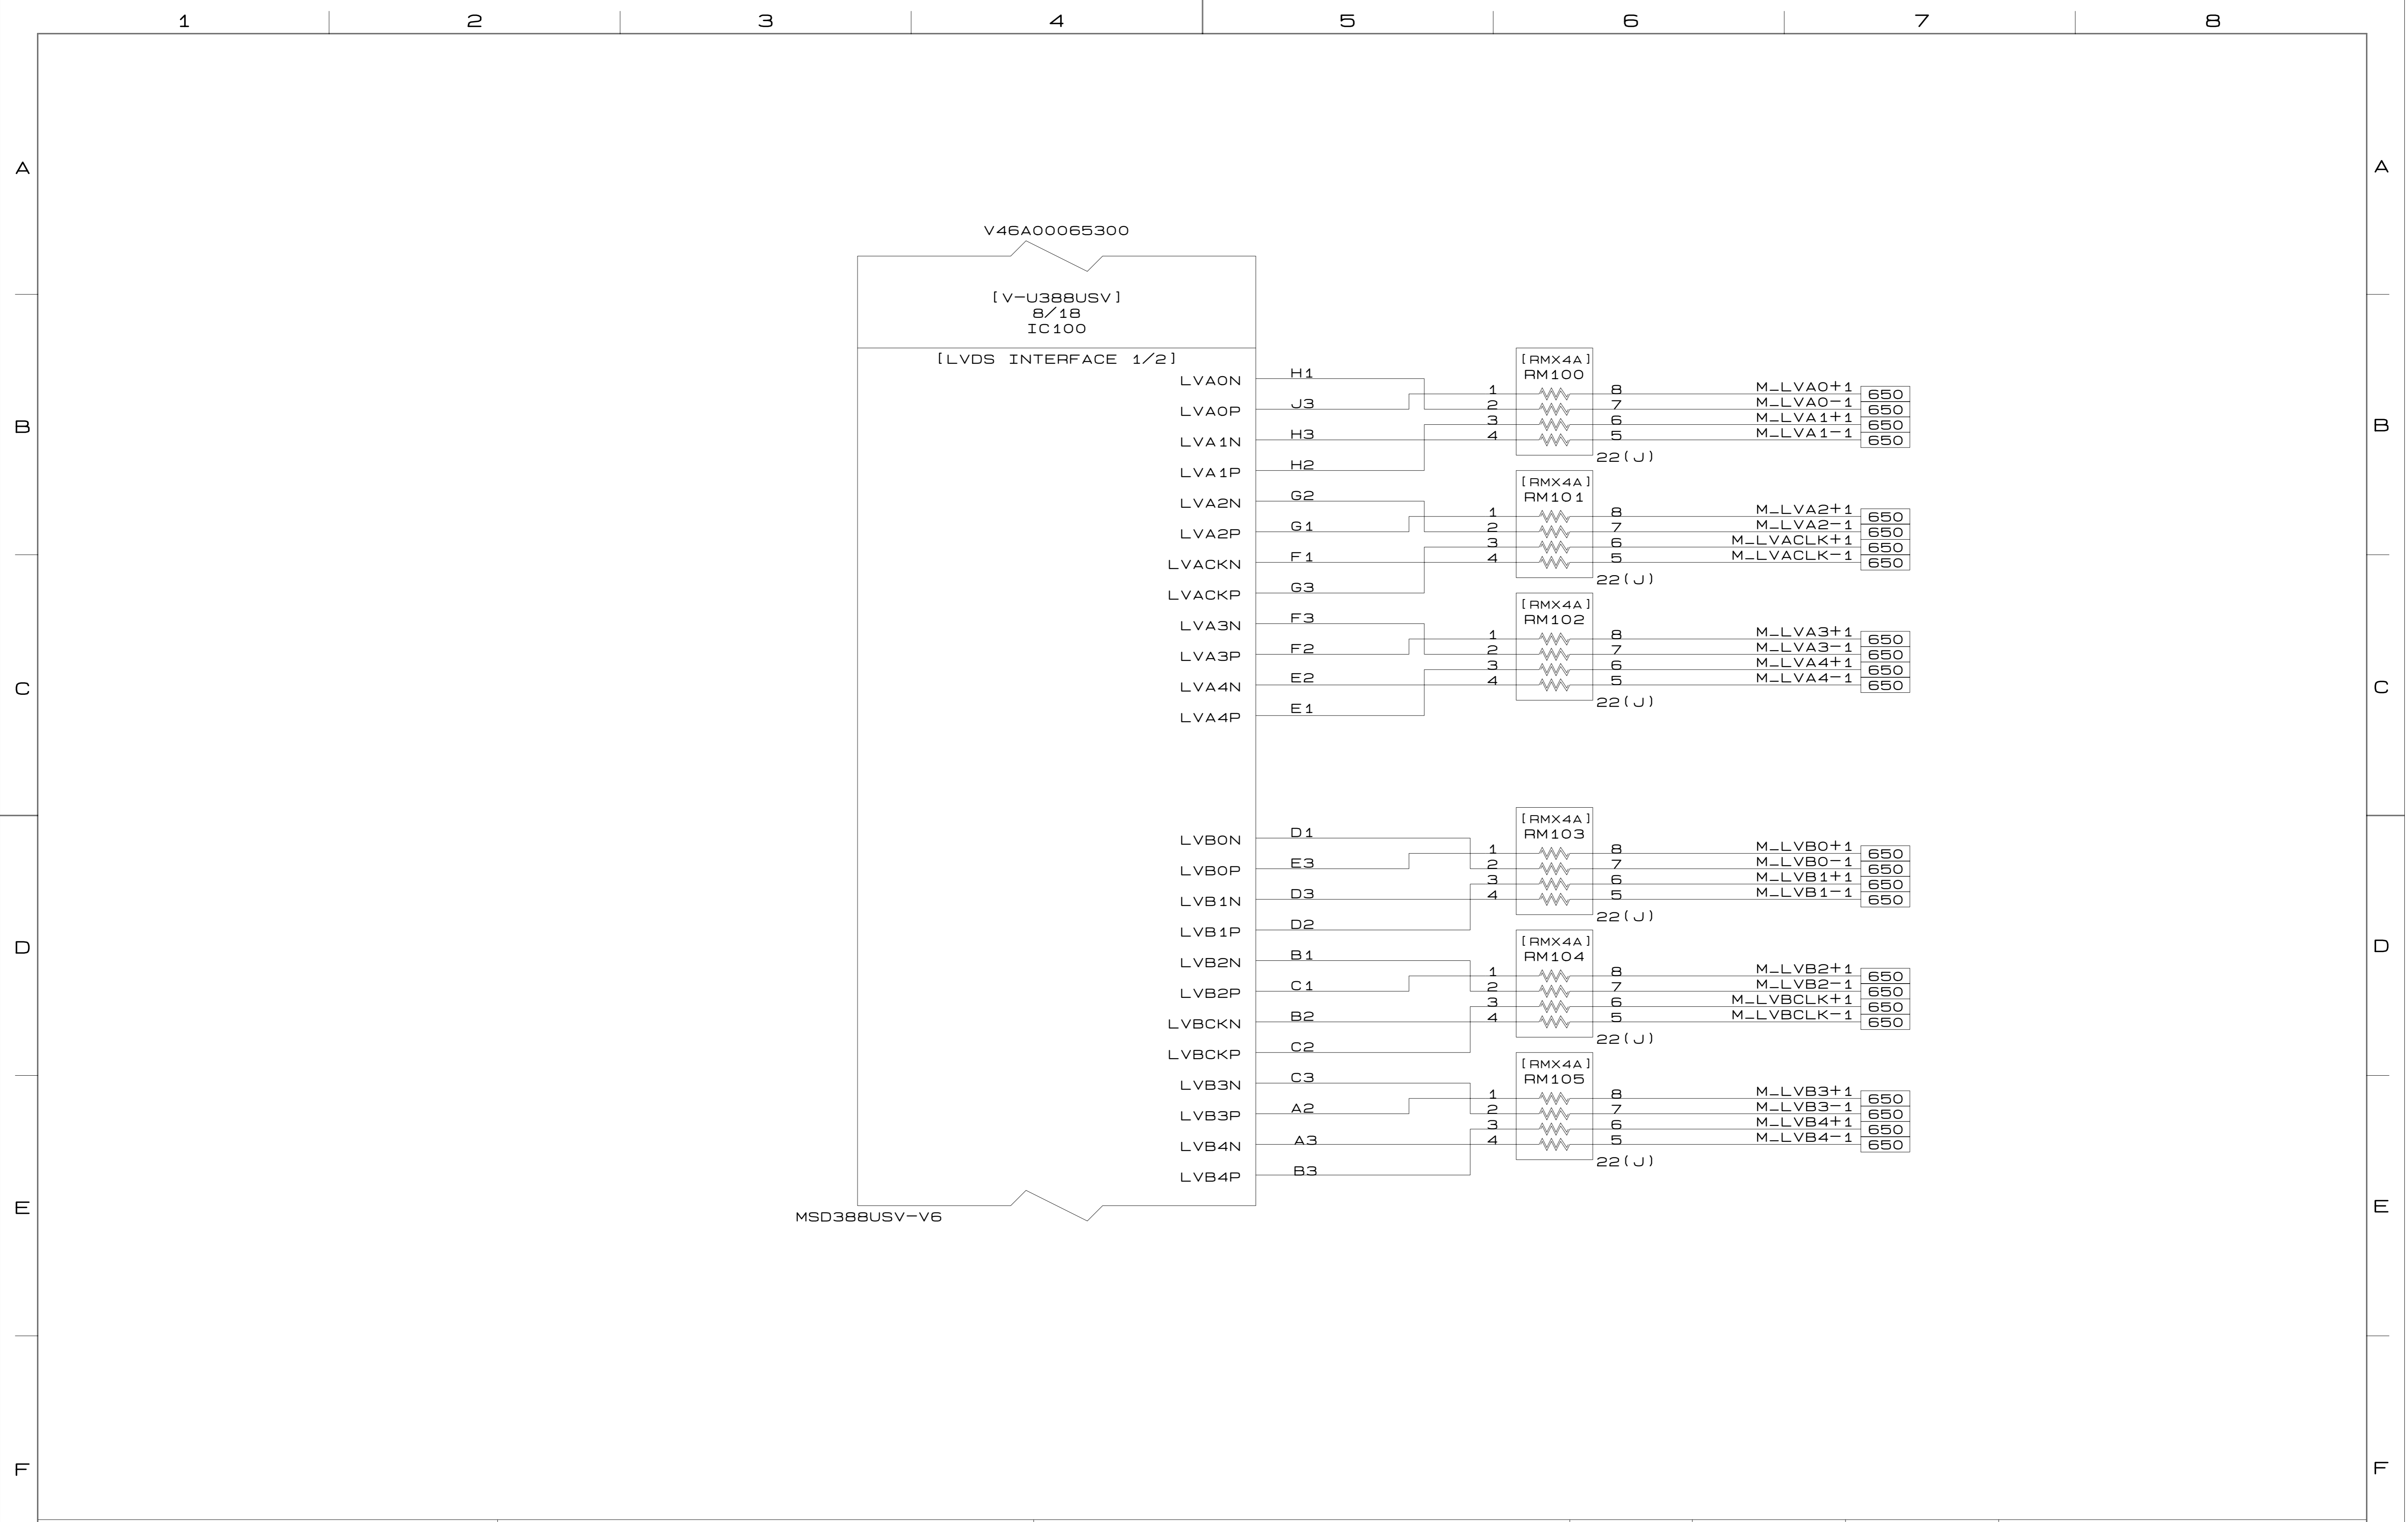 1 2 3 4 5 6 7 8
A A
V46A00065300
[V-U388USV]
8/18
IC100
[LVDS INTERFACE 1/2]
[RMX4A]
RM100
LVA0N H1
1 8 M_LVA0+1 650
LVA0P J3 2 7 M_LVA0-1 650
3 6 M_LVA1+1 650
B B
LVA1N H3 4 5 M_LVA1-1 650
22(J)
LVA1P H2
[RMX4A]
RM101
LVA2N G2
1 8 M_LVA2+1 650
LVA2P G1 2 7 M_LVA2-1 650
3 6 M_LVACLK+1 650
LVACKN F1 4 5 M_LVACLK-1 650
22(J)
LVACKP G3
[RMX4A]
RM102
LVA3N F3
1 8 M_LVA3+1 650
LVA3P F2 2 7 M_LVA3-1 650
3 6 M_LVA4+1 650
LVA4N E2 4 5 M_LVA4-1 650
C C
22(J)
LVA4P E1
[RMX4A]
RM103
LVB0N D1
1 8 M_LVB0+1 650
LVB0P E3 2 7 M_LVB0-1 650
3 6 M_LVB1+1 650
LVB1N D3 4 5 M_LVB1-1 650
22(J)
LVB1P D2
D D
[RMX4A]
RM104
LVB2N B1
1 8 M_LVB2+1 650
LVB2P C1 2 7 M_LVB2-1 650
3 6 M_LVBCLK+1 650
LVBCKN B2 4 5 M_LVBCLK-1 650
22(J)
LVBCKP C2
[RMX4A]
RM105
LVB3N C3
1 8 M_LVB3+1 650
LVB3P A2 2 7 M_LVB3-1 650
3 6 M_LVB4+1 650
LVB4N A3 4 5 M_LVB4-1 650
22(J)
LVB4P B3
E E
MSD388USV-V6
F F